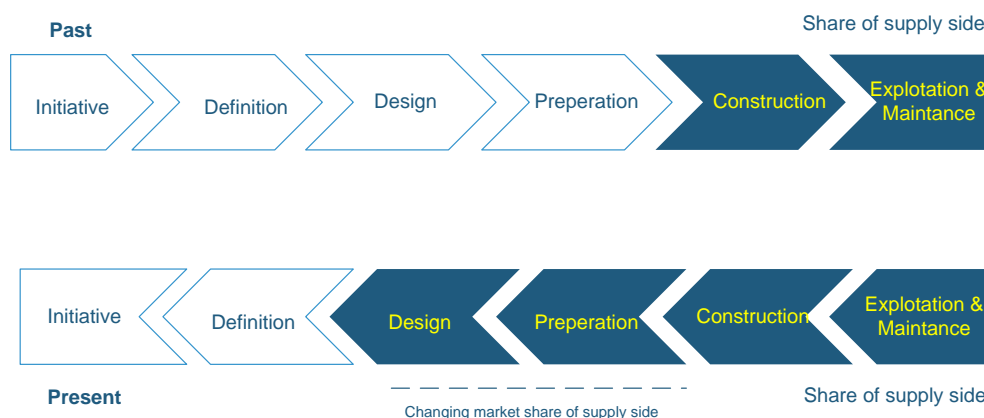 Past
Share of supply side
Initiative
Definition
Design
Preperation
Construction
Explotation &
Maintance
Initiative
Definition
Design
Preperation
Construction
Explotation &
Maintance
Present
Share of supply side
Changing market share of supply side